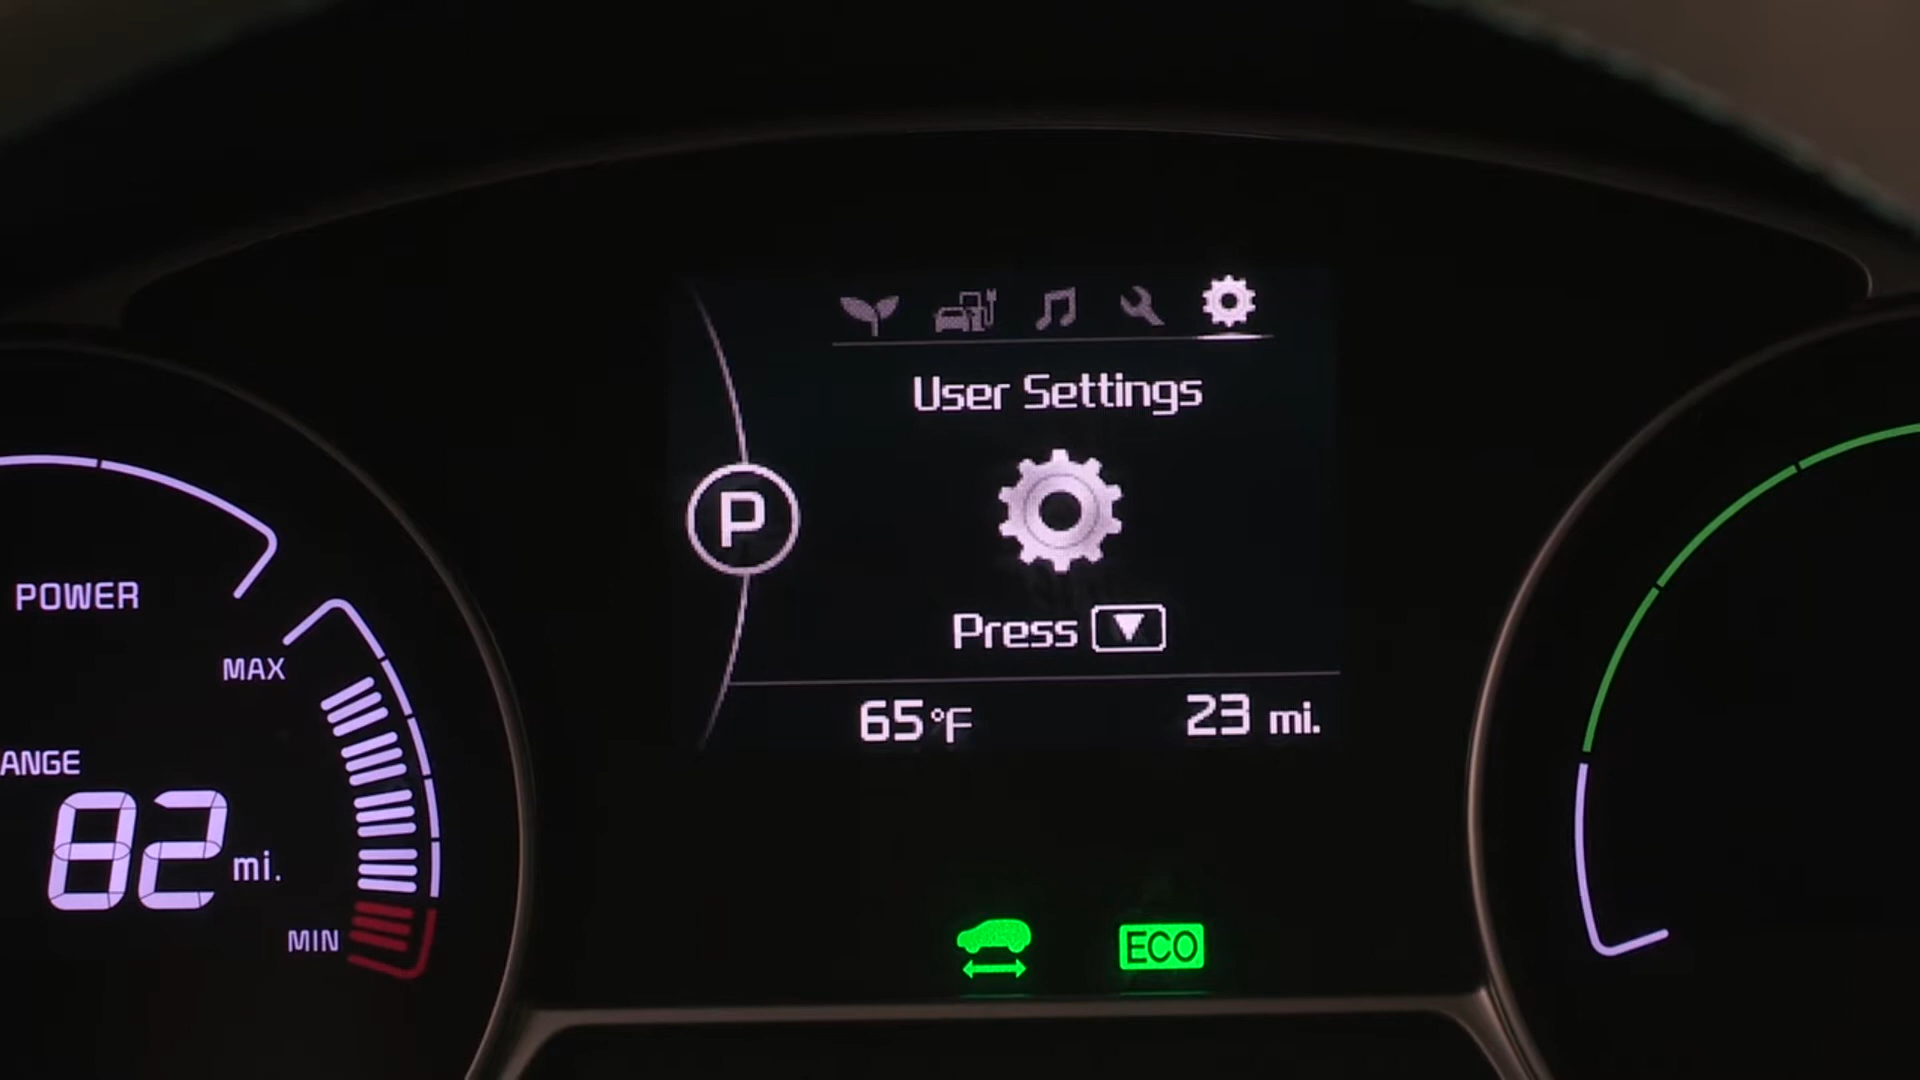 User Settings
P
Press
65°F
23 mi.
POWER
MAX
ANGE
82 mi.
MIN
ECO